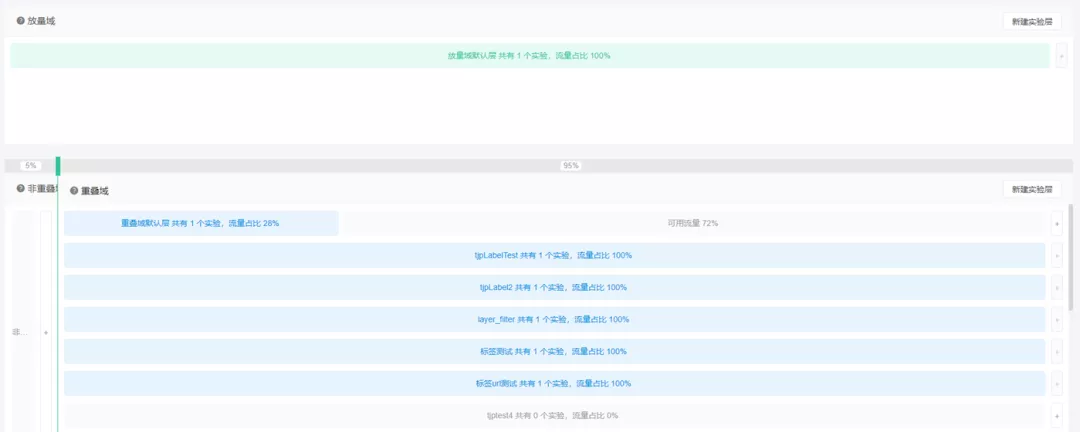 放量域
新建实验层
放量域默认层 共有 1 个实验，流量占比 100%
5%
95%
非重叠域
重叠域
新建实验层
重叠域默认层 共有 1 个实验，流量占比 28%
可用流量 72%
tjpLabelTest 共有 1 个实验，流量占比 100%
tjpLabel2 共有 1 个实验，流量占比 100%
layer_filter 共有 1 个实验，流量占比 100%
非...
标签测试 共有 1 个实验，流量占比 100%
标签url测试 共有 1 个实验，流量占比 100%
tjptest4 共有 0 个实验，流量占比 0%